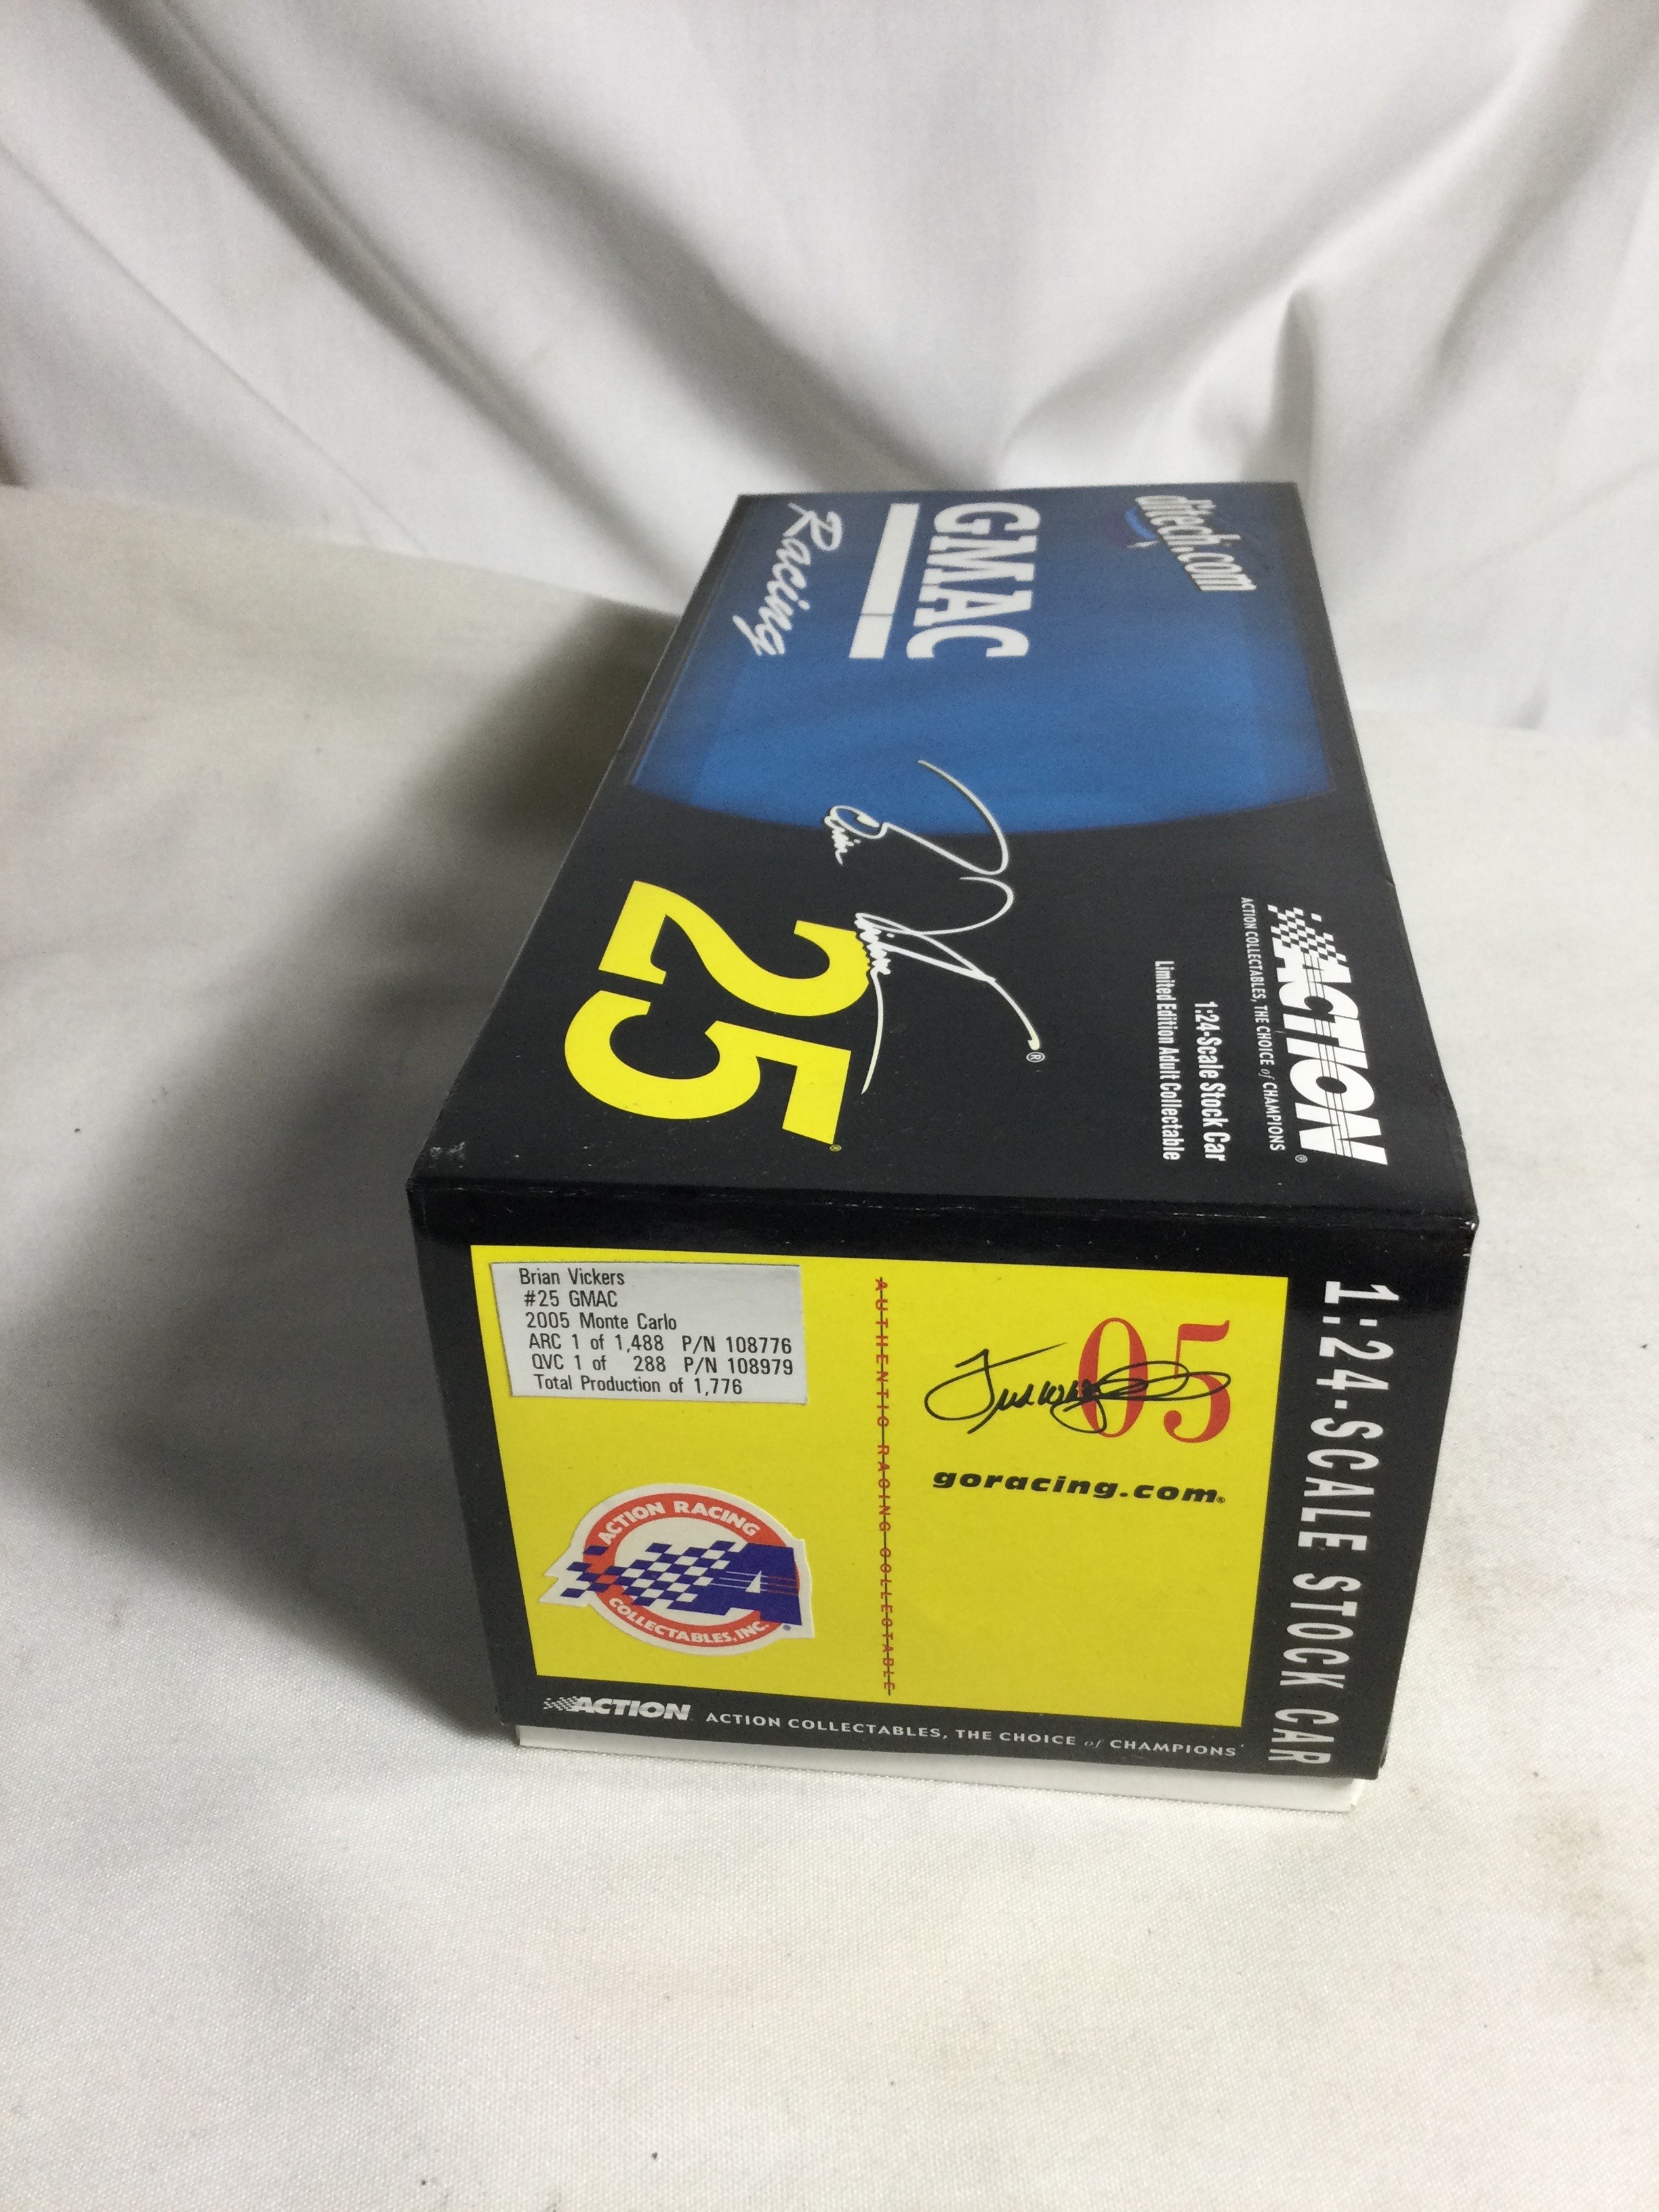 ditech.com
GMAC
Racing
Brian Vickers ®
25
ACTION ®
ACTION COLLECTABLES, THE CHOICE of CHAMPIONS
1:24-Scale Stock Car
Limited Edition Adult Collectable
Brian Vickers
#25 GMAC
2005 Monte Carlo
ARC 1 of 1,488 P/N 108776
QVC 1 of 288 P/N 108979
Total Production of 1,776
AUTHENTIC RACING COLLECTABLE
05
goracing.com®
ACTION RACING
A
COLLECTABLES, INC.
1:24-SCALE STOCK CAR
ACTION ACTION COLLECTABLES, THE CHOICE of CHAMPIONS